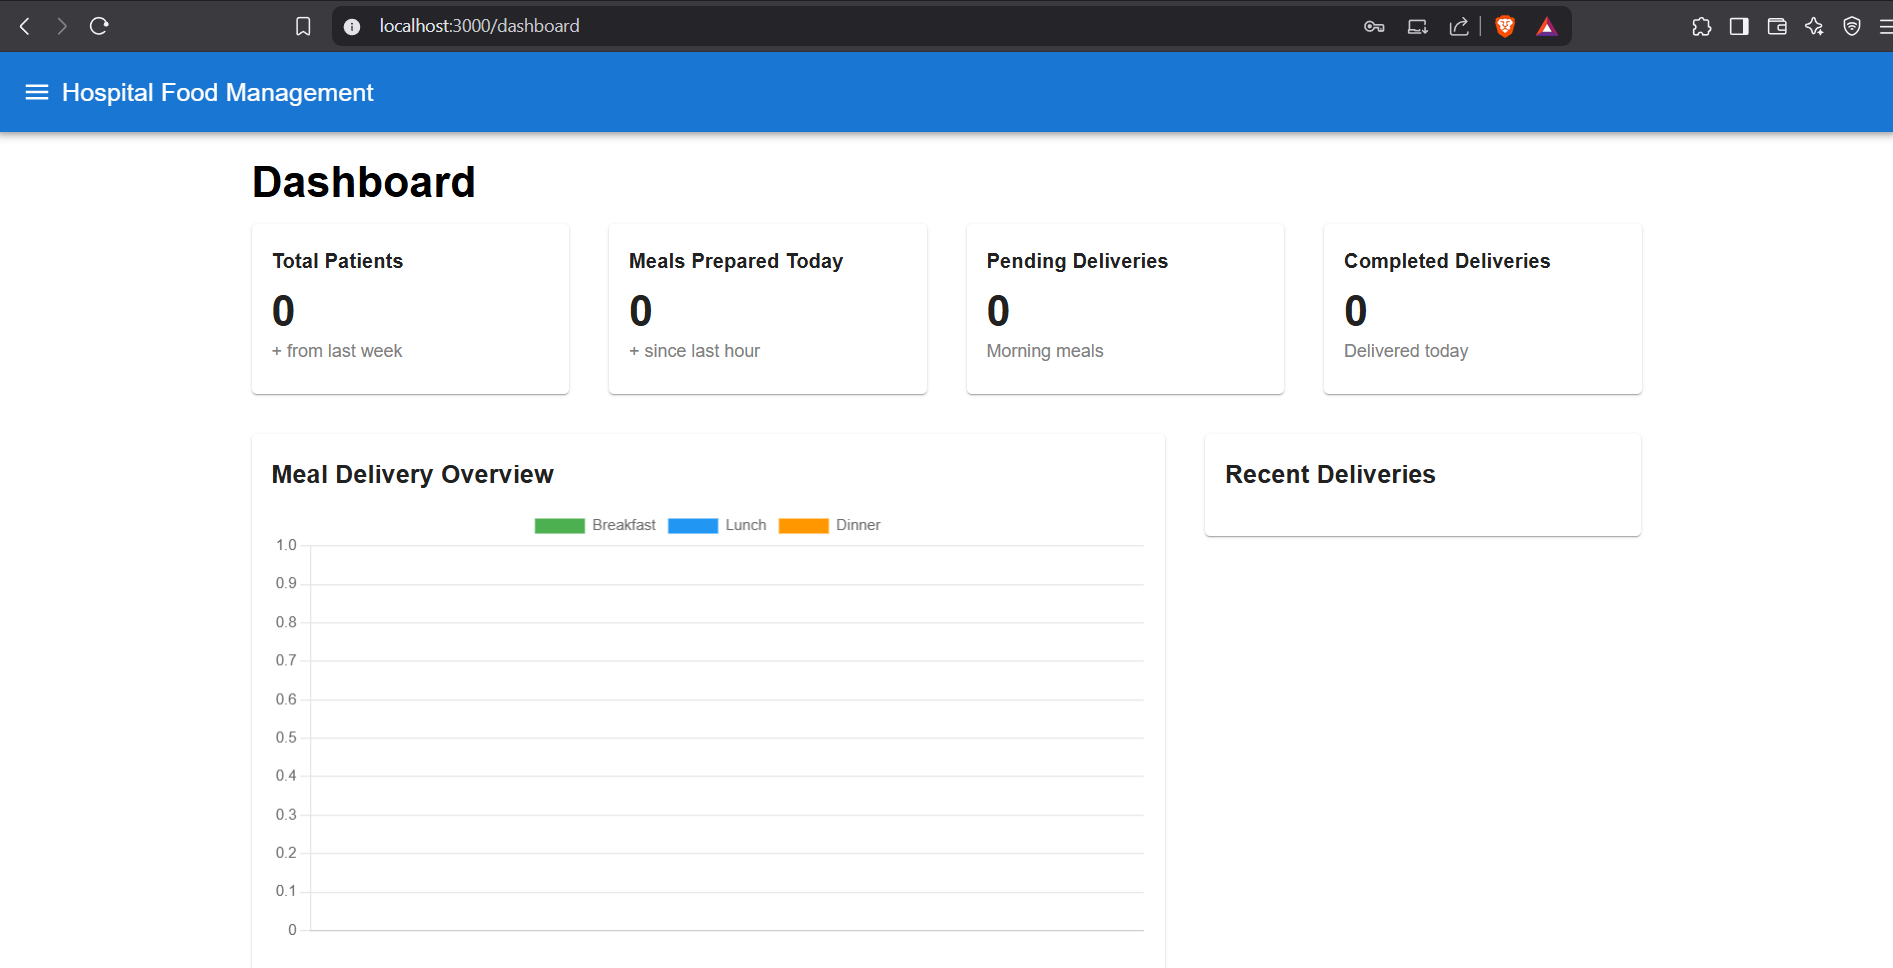 localhost:3000/dashboard
Hospital Food Management
Dashboard
Total Patients
0
+ from last week
Meals Prepared Today
0
+ since last hour
Pending Deliveries
0
Morning meals
Completed Deliveries
0
Delivered today
Meal Delivery Overview
Breakfast Lunch Dinner
1.0
0.9
0.8
0.7
0.6
0.5
0.4
0.3
0.2
0.1
0
Recent Deliveries